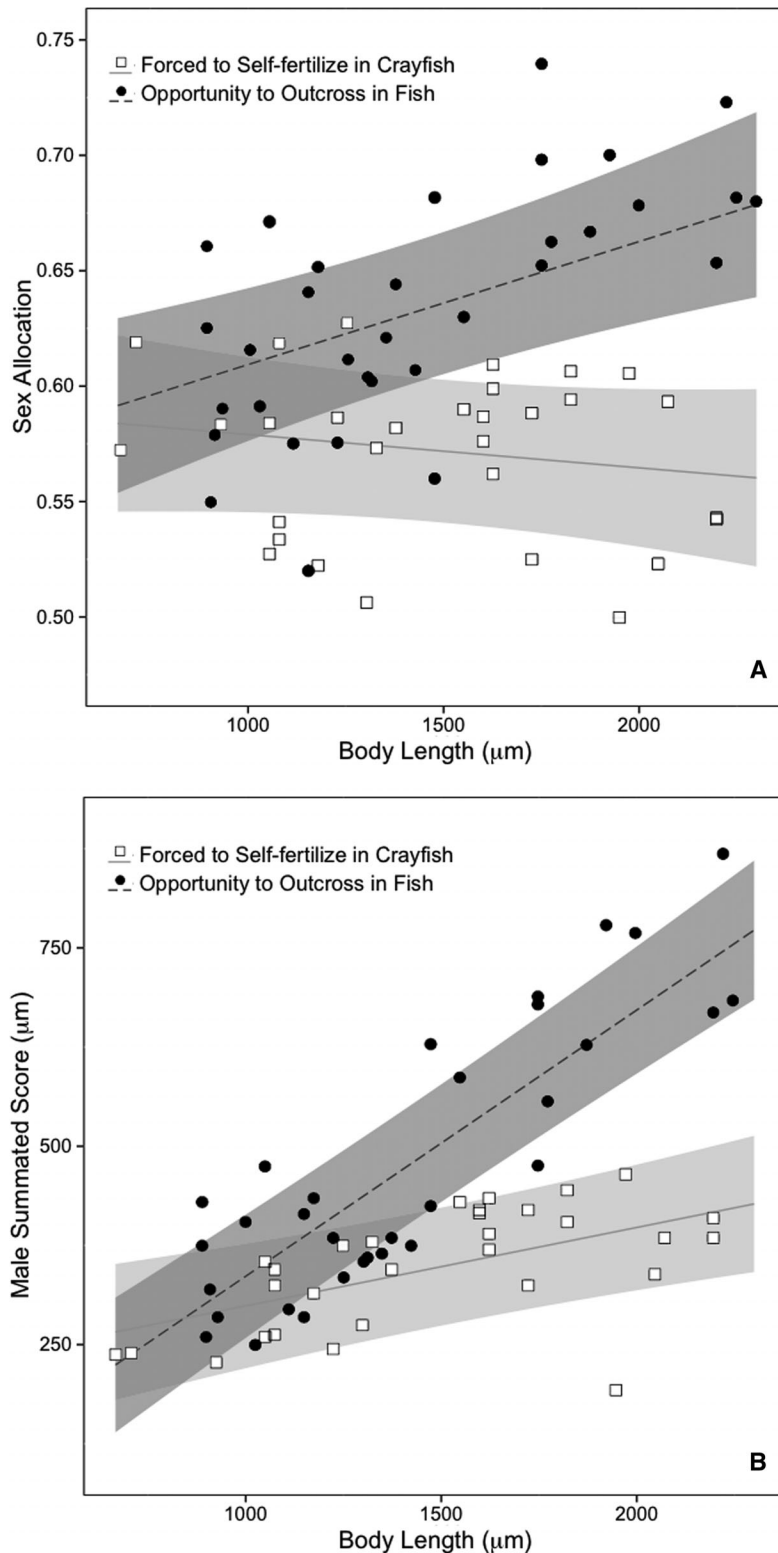 0.75
Forced to Self-fertilize in Crayfish
Opportunity to Outcross in Fish
0.70
0.65
0.60
0.55
0.50
Sex Allocation
A
1000 1500 2000
Body Length (μm)
Forced to Self-fertilize in Crayfish
Opportunity to Outcross in Fish
750
500
250
Male Summated Score (μm)
B
1000 1500 2000
Body Length (μm)